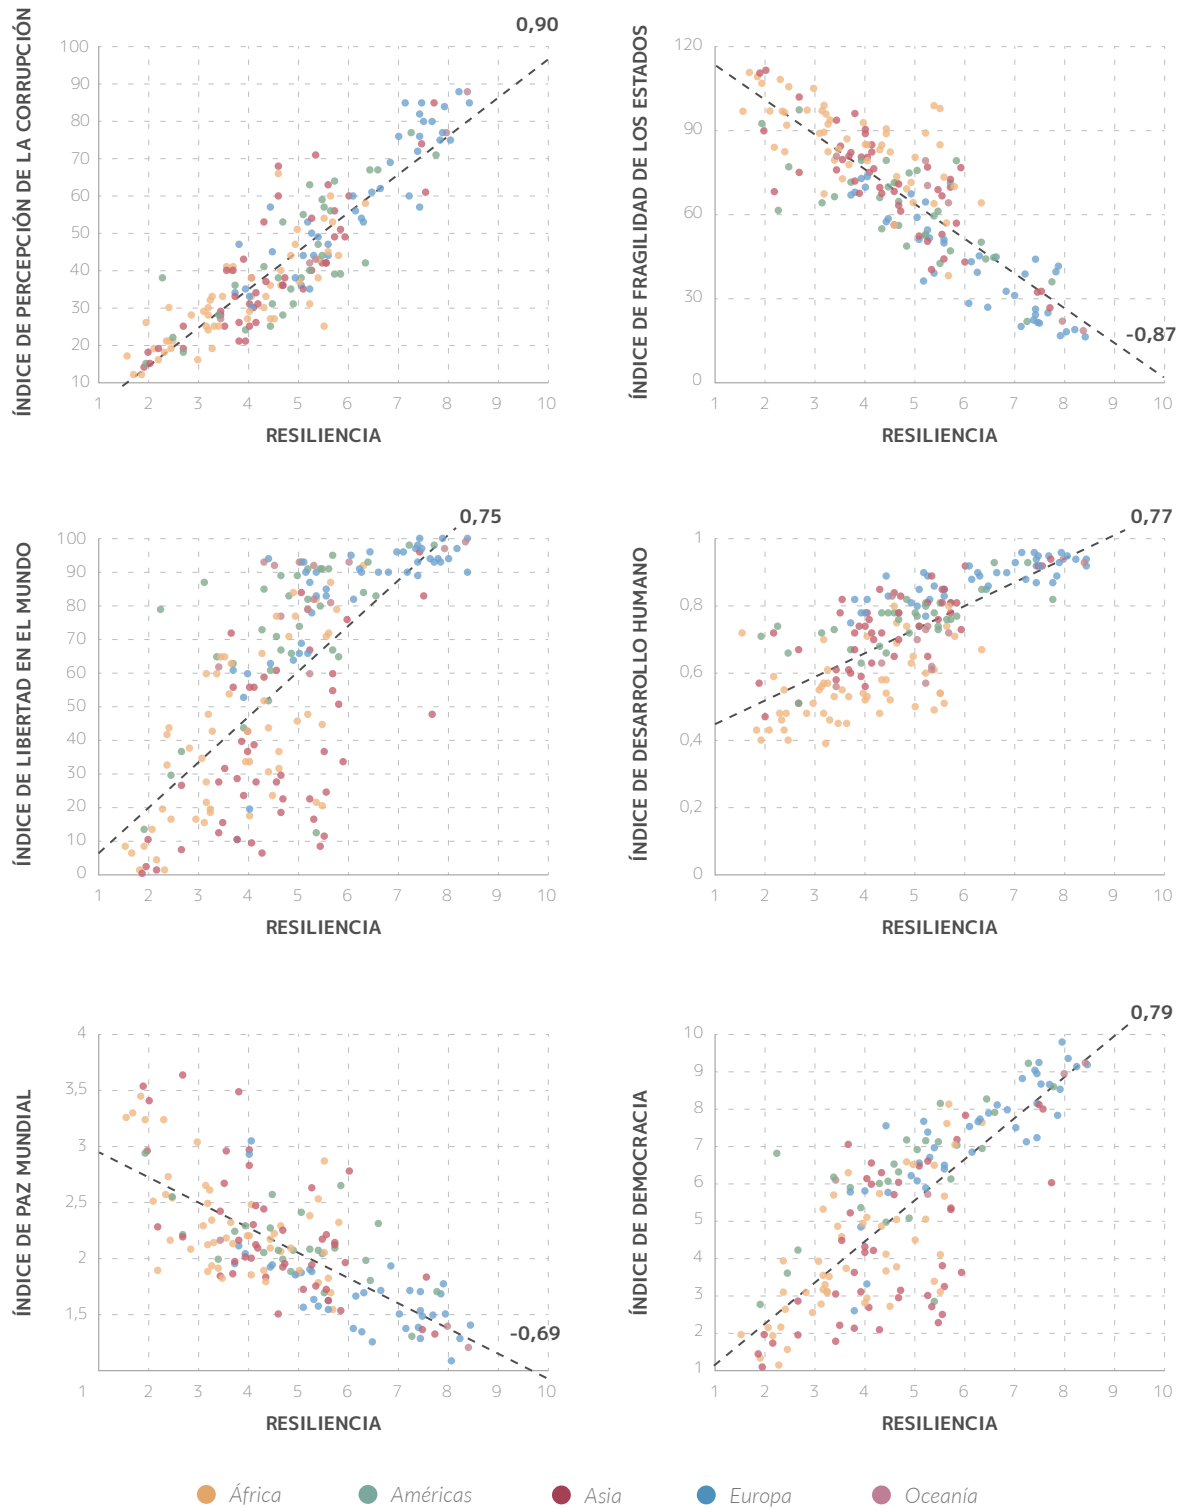 0,90
ÍNDICE DE PERCEPCIÓN DE LA CORRUPCIÓN
100
90
80
70
60
50
40
30
20
10
1 2 3 4 5 6 7 8 9 10
RESILIENCIA
ÍNDICE DE FRAGILIDAD DE LOS ESTADOS
120
90
60
30
0
-0,87
1 2 3 4 5 6 7 8 9 10
RESILIENCIA
0,75
ÍNDICE DE LIBERTAD EN EL MUNDO
100
90
80
70
60
50
40
30
20
10
0
1 2 3 4 5 6 7 8 9 10
RESILIENCIA
0,77
ÍNDICE DE DESARROLLO HUMANO
1
0,8
0,6
0,4
0,2
0
1 2 3 4 5 6 7 8 9 10
RESILIENCIA
ÍNDICE DE PAZ MUNDIAL
4
3,5
3
2,5
2
1,5
-0,69
1 2 3 4 5 6 7 8 9 10
RESILIENCIA
0,79
ÍNDICE DE DEMOCRACIA
10
9
8
7
6
5
4
3
2
1
1 2 3 4 5 6 7 8 9 10
RESILIENCIA
África Américas Asia Europa Oceanía